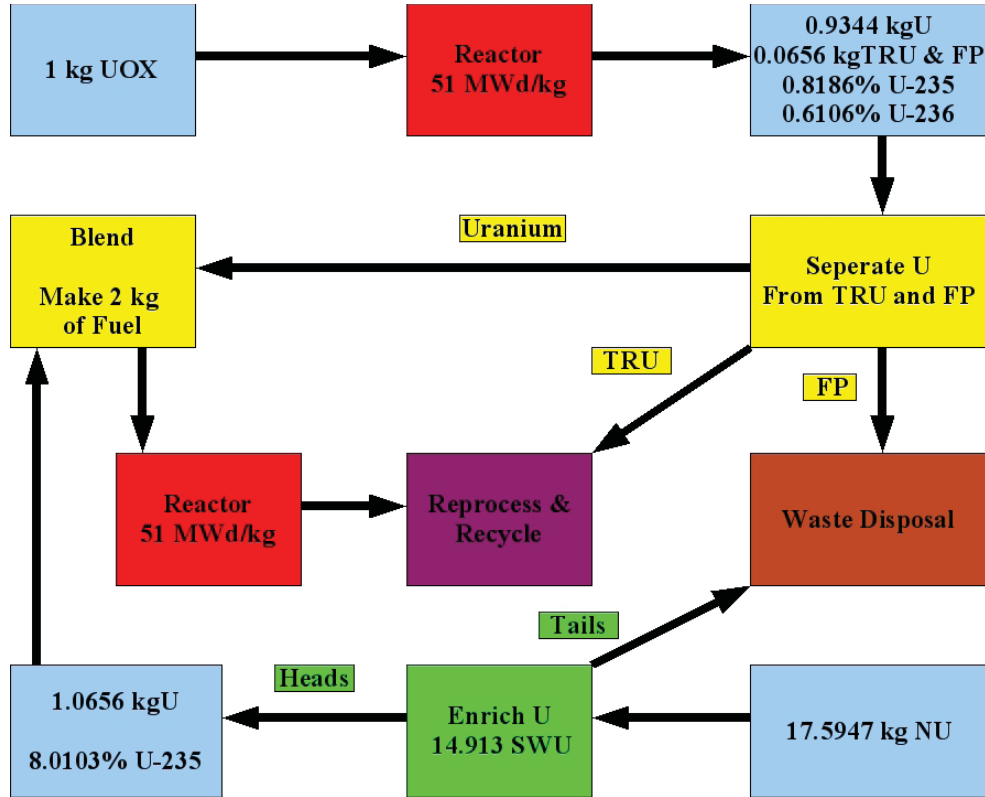 1 kg UOX
Reactor
51 MWd/kg
0.9344 kgU
0.0656 kgTRU & FP
0.8186% U-235
0.6106% U-236
Uranium
Blend
Make 2 kg
of Fuel
Seperate U
From TRU and FP
TRU
FP
Reactor
51 MWd/kg
Reprocess &
Recycle
Waste Disposal
Tails
Heads
1.0656 kgU
8.0103% U-235
Enrich U
14.913 SWU
17.5947 kg NU